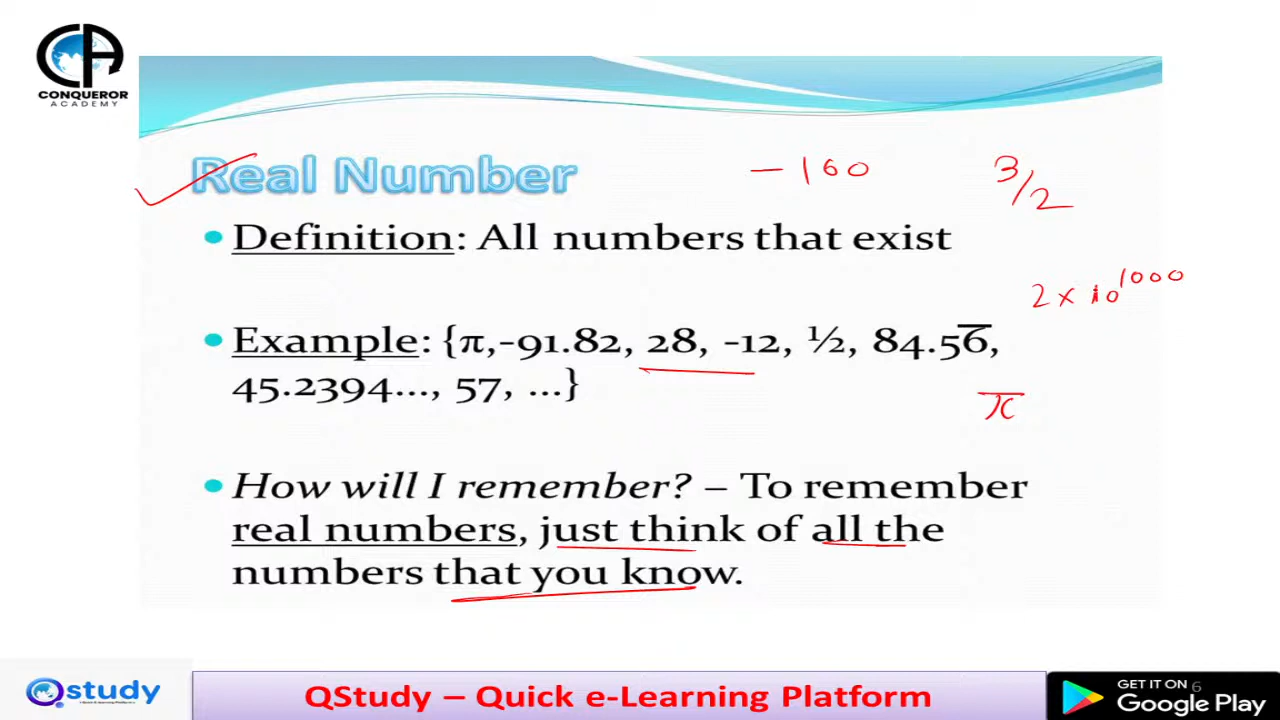 CONQUEROR
ACADEMY
Real Number
-160
3/2
• Definition: All numbers that exist
2 x 10^1000
• Example: {π,-91.82, 28, -12, ½, 84.56̅,
45.2394..., 57, ...}
π
• How will I remember? – To remember
real numbers, just think of all the
numbers that you know.
Qstudy
QStudy – Quick e-Learning Platform
GET IT ON 6
Google Play